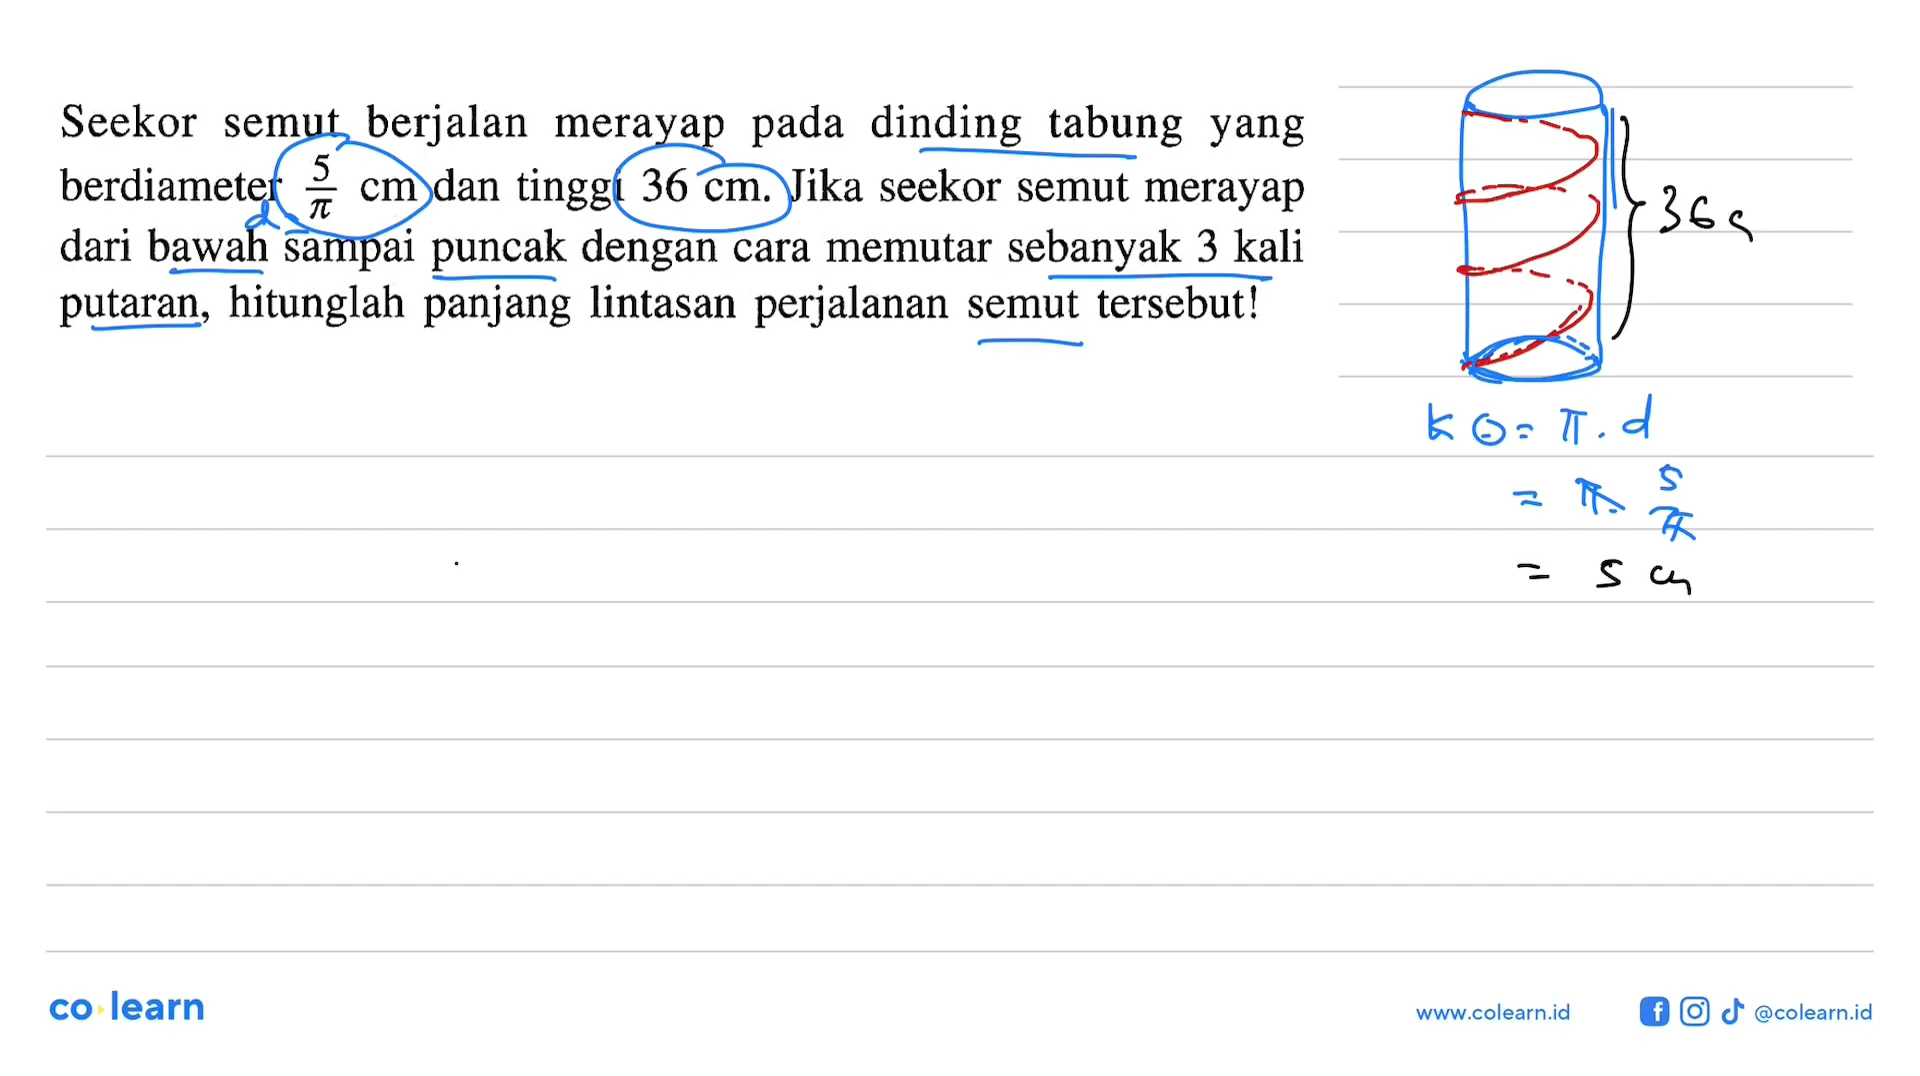 Seekor semut berjalan merayap pada dinding tabung yang
berdiameter 5/π cm dan tinggi 36 cm. Jika seekor semut merayap
d
dari bawah sampai puncak dengan cara memutar sebanyak 3 kali
putaran, hitunglah panjang lintasan perjalanan semut tersebut!
36 c
k ⊙ = π . d
= π . 5/π
= 5 cm
co learn
www.colearn.id
@colearn.id